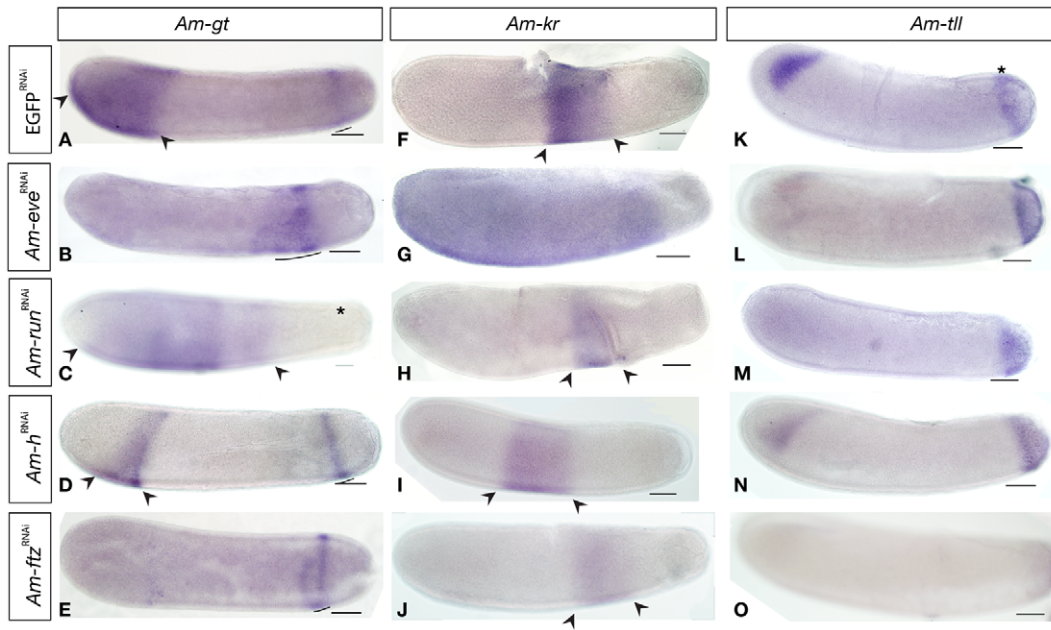 Am-gt Am-kr Am-tll
EGFP RNAi
A F K *
Am-eve RNAi
B G L
Am-run RNAi
* C H M
Am-h RNAi
D I N
Am-ftz RNAi
E J O